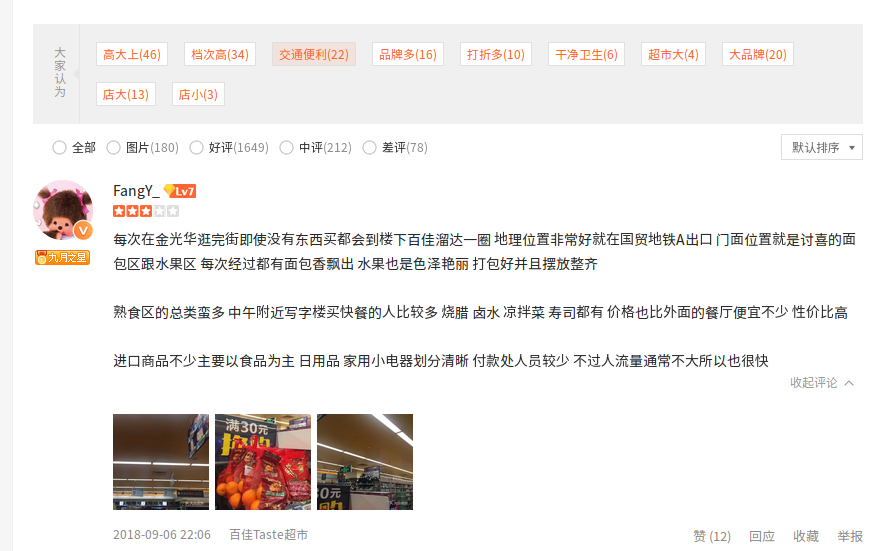 大家认为
高大上(46) 档次高(34) 交通便利(22) 品牌多(16) 打折多(10) 干净卫生(6) 超市大(4) 大品牌(20)
店大(13) 店小(3)
全部 图片(180) 好评(1649) 中评(212) 差评(78) 默认排序
FangY_ Lv7
每次在金光华逛完街即使没有东西买都会到楼下百佳溜达一圈 地理位置非常好就在国贸地铁A出口 门面位置就是讨喜的面
包区跟水果区 每次经过都有面包香飘出 水果也是色泽艳丽 打包好并且摆放整齐
九月之星
熟食区的总类蛮多 中午附近写字楼买快餐的人比较多 烧腊 卤水 凉拌菜 寿司都有 价格也比外面的餐厅便宜不少 性价比高
进口商品不少主要以食品为主 日用品 家用小电器划分清晰 付款处人员较少 不过人流量通常不大所以也很快
收起评论
满30元
30元
2018-09-06 22:06 百佳Taste超市
赞 (12) 回应 收藏 举报